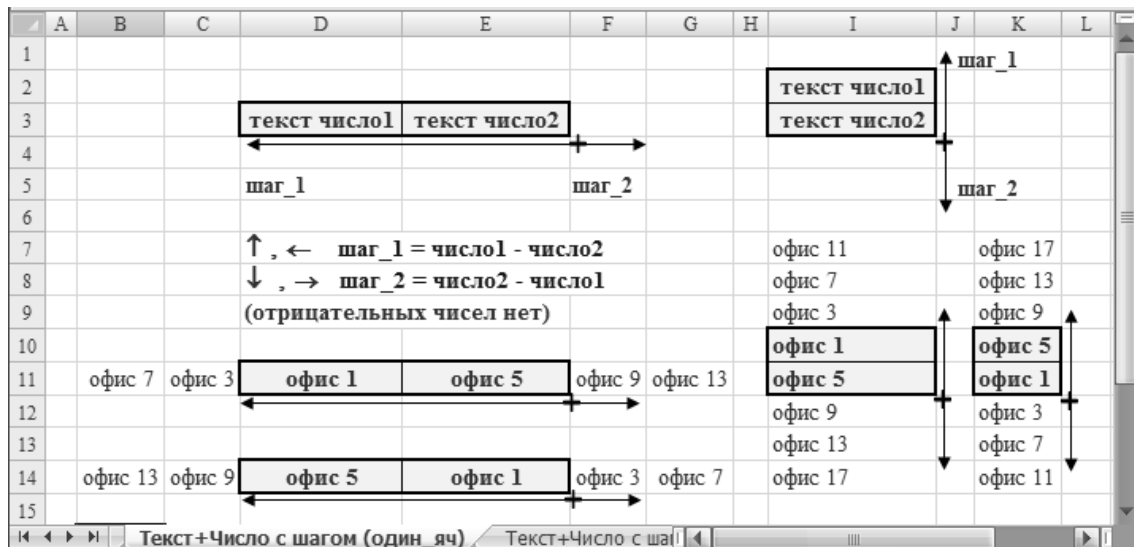 A B C D E F G H I J K L
1 шаг_1
2 текст число1
3 текст число1 текст число2 текст число2
4
5 шаг_1 шаг_2 шаг_2
6
7 ↑ , ← шаг_1 = число1 - число2 офис 11 офис 17
8 ↓ , → шаг_2 = число2 - число1 офис 7 офис 13
9 (отрицательных чисел нет) офис 3 офис 9
10 офис 1 офис 5
11 офис 7 офис 3 офис 1 офис 5 офис 9 офис 13 офис 5 офис 1
12 офис 9 офис 3
13 офис 13 офис 7
14 офис 13 офис 9 офис 5 офис 1 офис 3 офис 7 офис 17 офис 11
15
Текст+Число с шагом (один_яч) Текст+Число с шаг